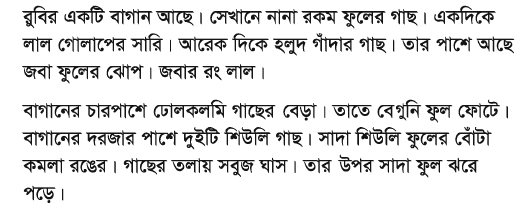 রুবির একটি বাগান আছে। সেখানে নানা রকম ফুলের গাছ। একদিকে
লাল গোলাপের সারি। আরেক দিকে হলুদ গাঁদার গাছ। তার পাশে আছে
জবা ফুলের ঝোপ। জবার রং লাল।
বাগানের চারপাশে ঢোলকলমি গাছের বেড়া। তাতে বেগুনি ফুল ফোটে।
বাগানের দরজার পাশে দুইটি শিউলি গাছ। সাদা শিউলি ফুলের বোঁটা
কমলা রঙের। গাছের তলায় সবুজ ঘাস। তার উপর সাদা ফুল ঝরে
পড়ে।